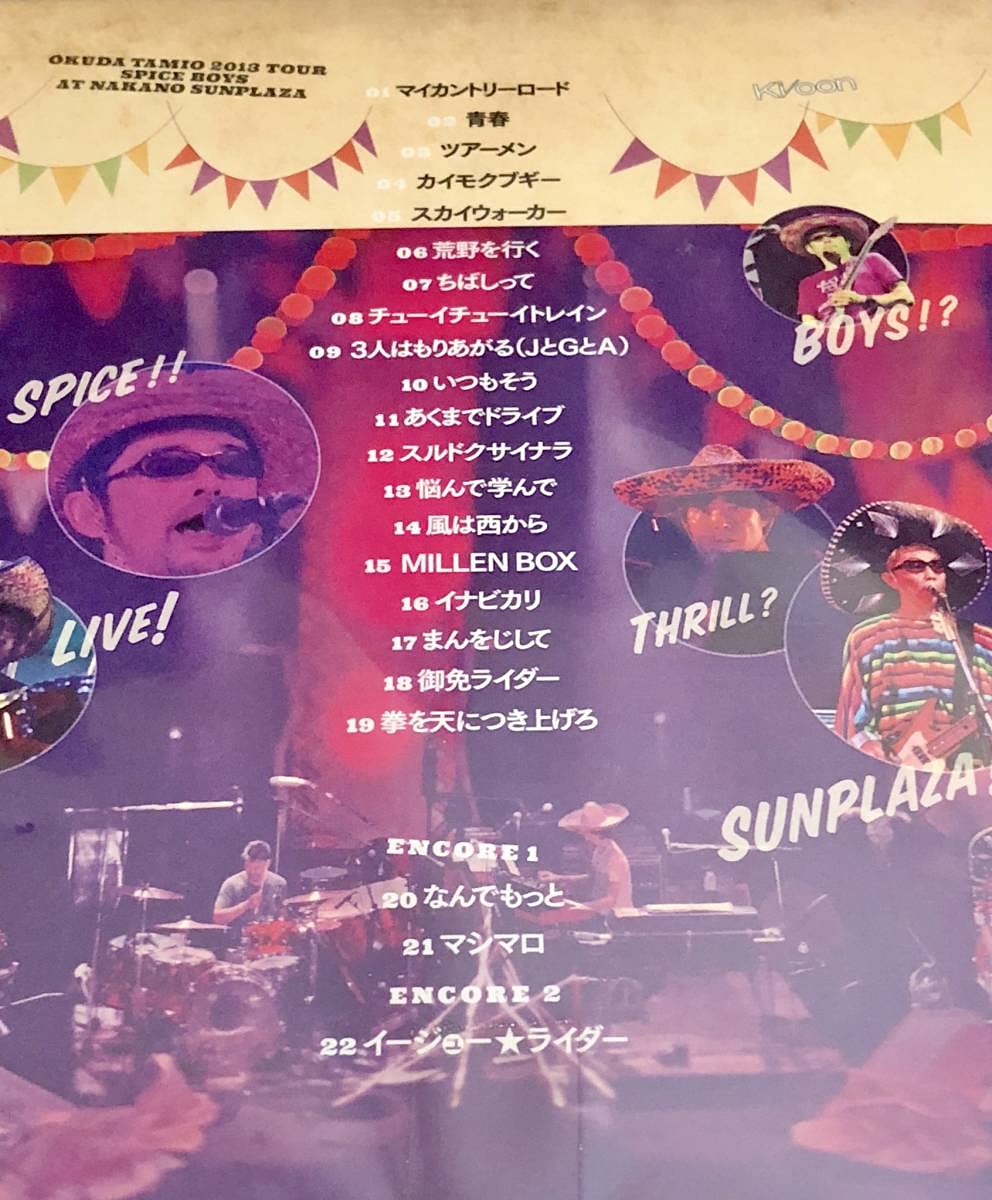 OKUDA TAMIO 2013 TOUR
SPICE BOYS
AT NAKANO SUNPLAZA
Ki/oon
01 マイカントリーロード
02 青春
03 ツアーメン
04 カイモクブギー
05 スカイウォーカー
06 荒野を行く
07 ちばしって
08 チューイチューイトレイン
09 3人はもりあがる(JとGとA)
10 いつもそう
11 あくまでドライブ
12 スルドクサイナラ
13 悩んで学んで
14 風は西から
15 MILLEN BOX
16 イナビカリ
17 まんをじして
18 御免ライダー
19 拳を天につき上げろ
SPICE!!
BOYS!?
LIVE!
THRILL?
SUNPLAZA!
ENCORE 1
20 なんでもっと
21 マシマロ
ENCORE 2
22 イージュー★ライダー